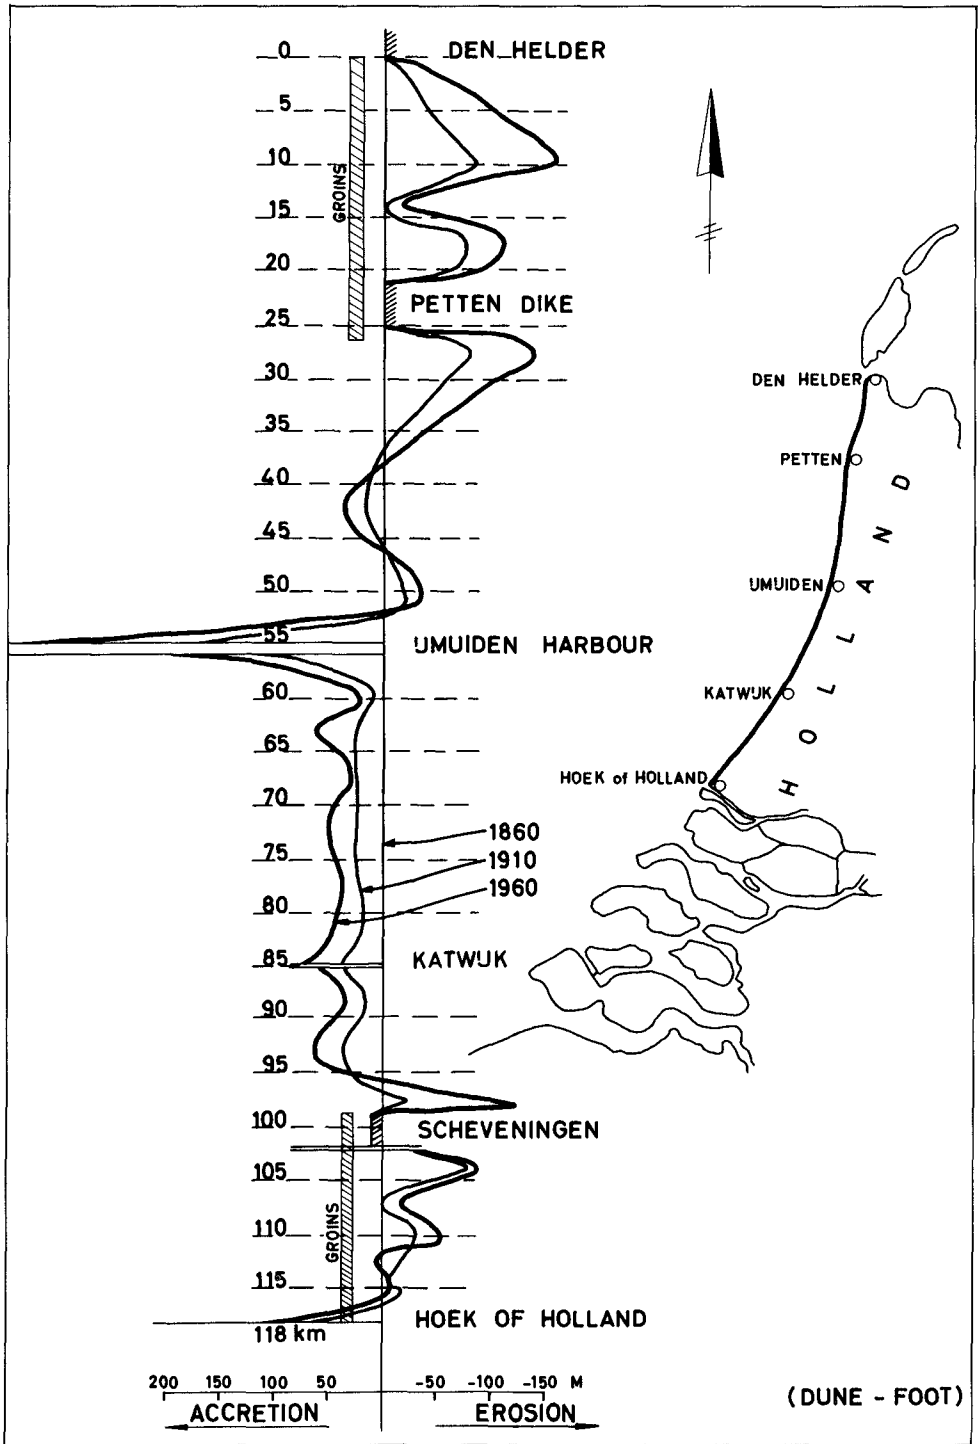 0 DEN HELDER
5
10
15
20
GROINS
PETTEN DIKE
25
30
35
40
45
50
55
UMUIDEN HARBOUR
60
65
70
75
80
1860
1910
1960
85 KATWIJK
90
95
100 SCHEVENINGEN
105
110
115
GROINS
118 km
HOEK OF HOLLAND
200 150 100 50 -50 -100 -150 M
ACCRETION EROSION
DEN HELDER
PETTEN
UMUIDEN
KATWIJK
HOEK of HOLLAND
HOLLAND
(DUNE - FOOT)